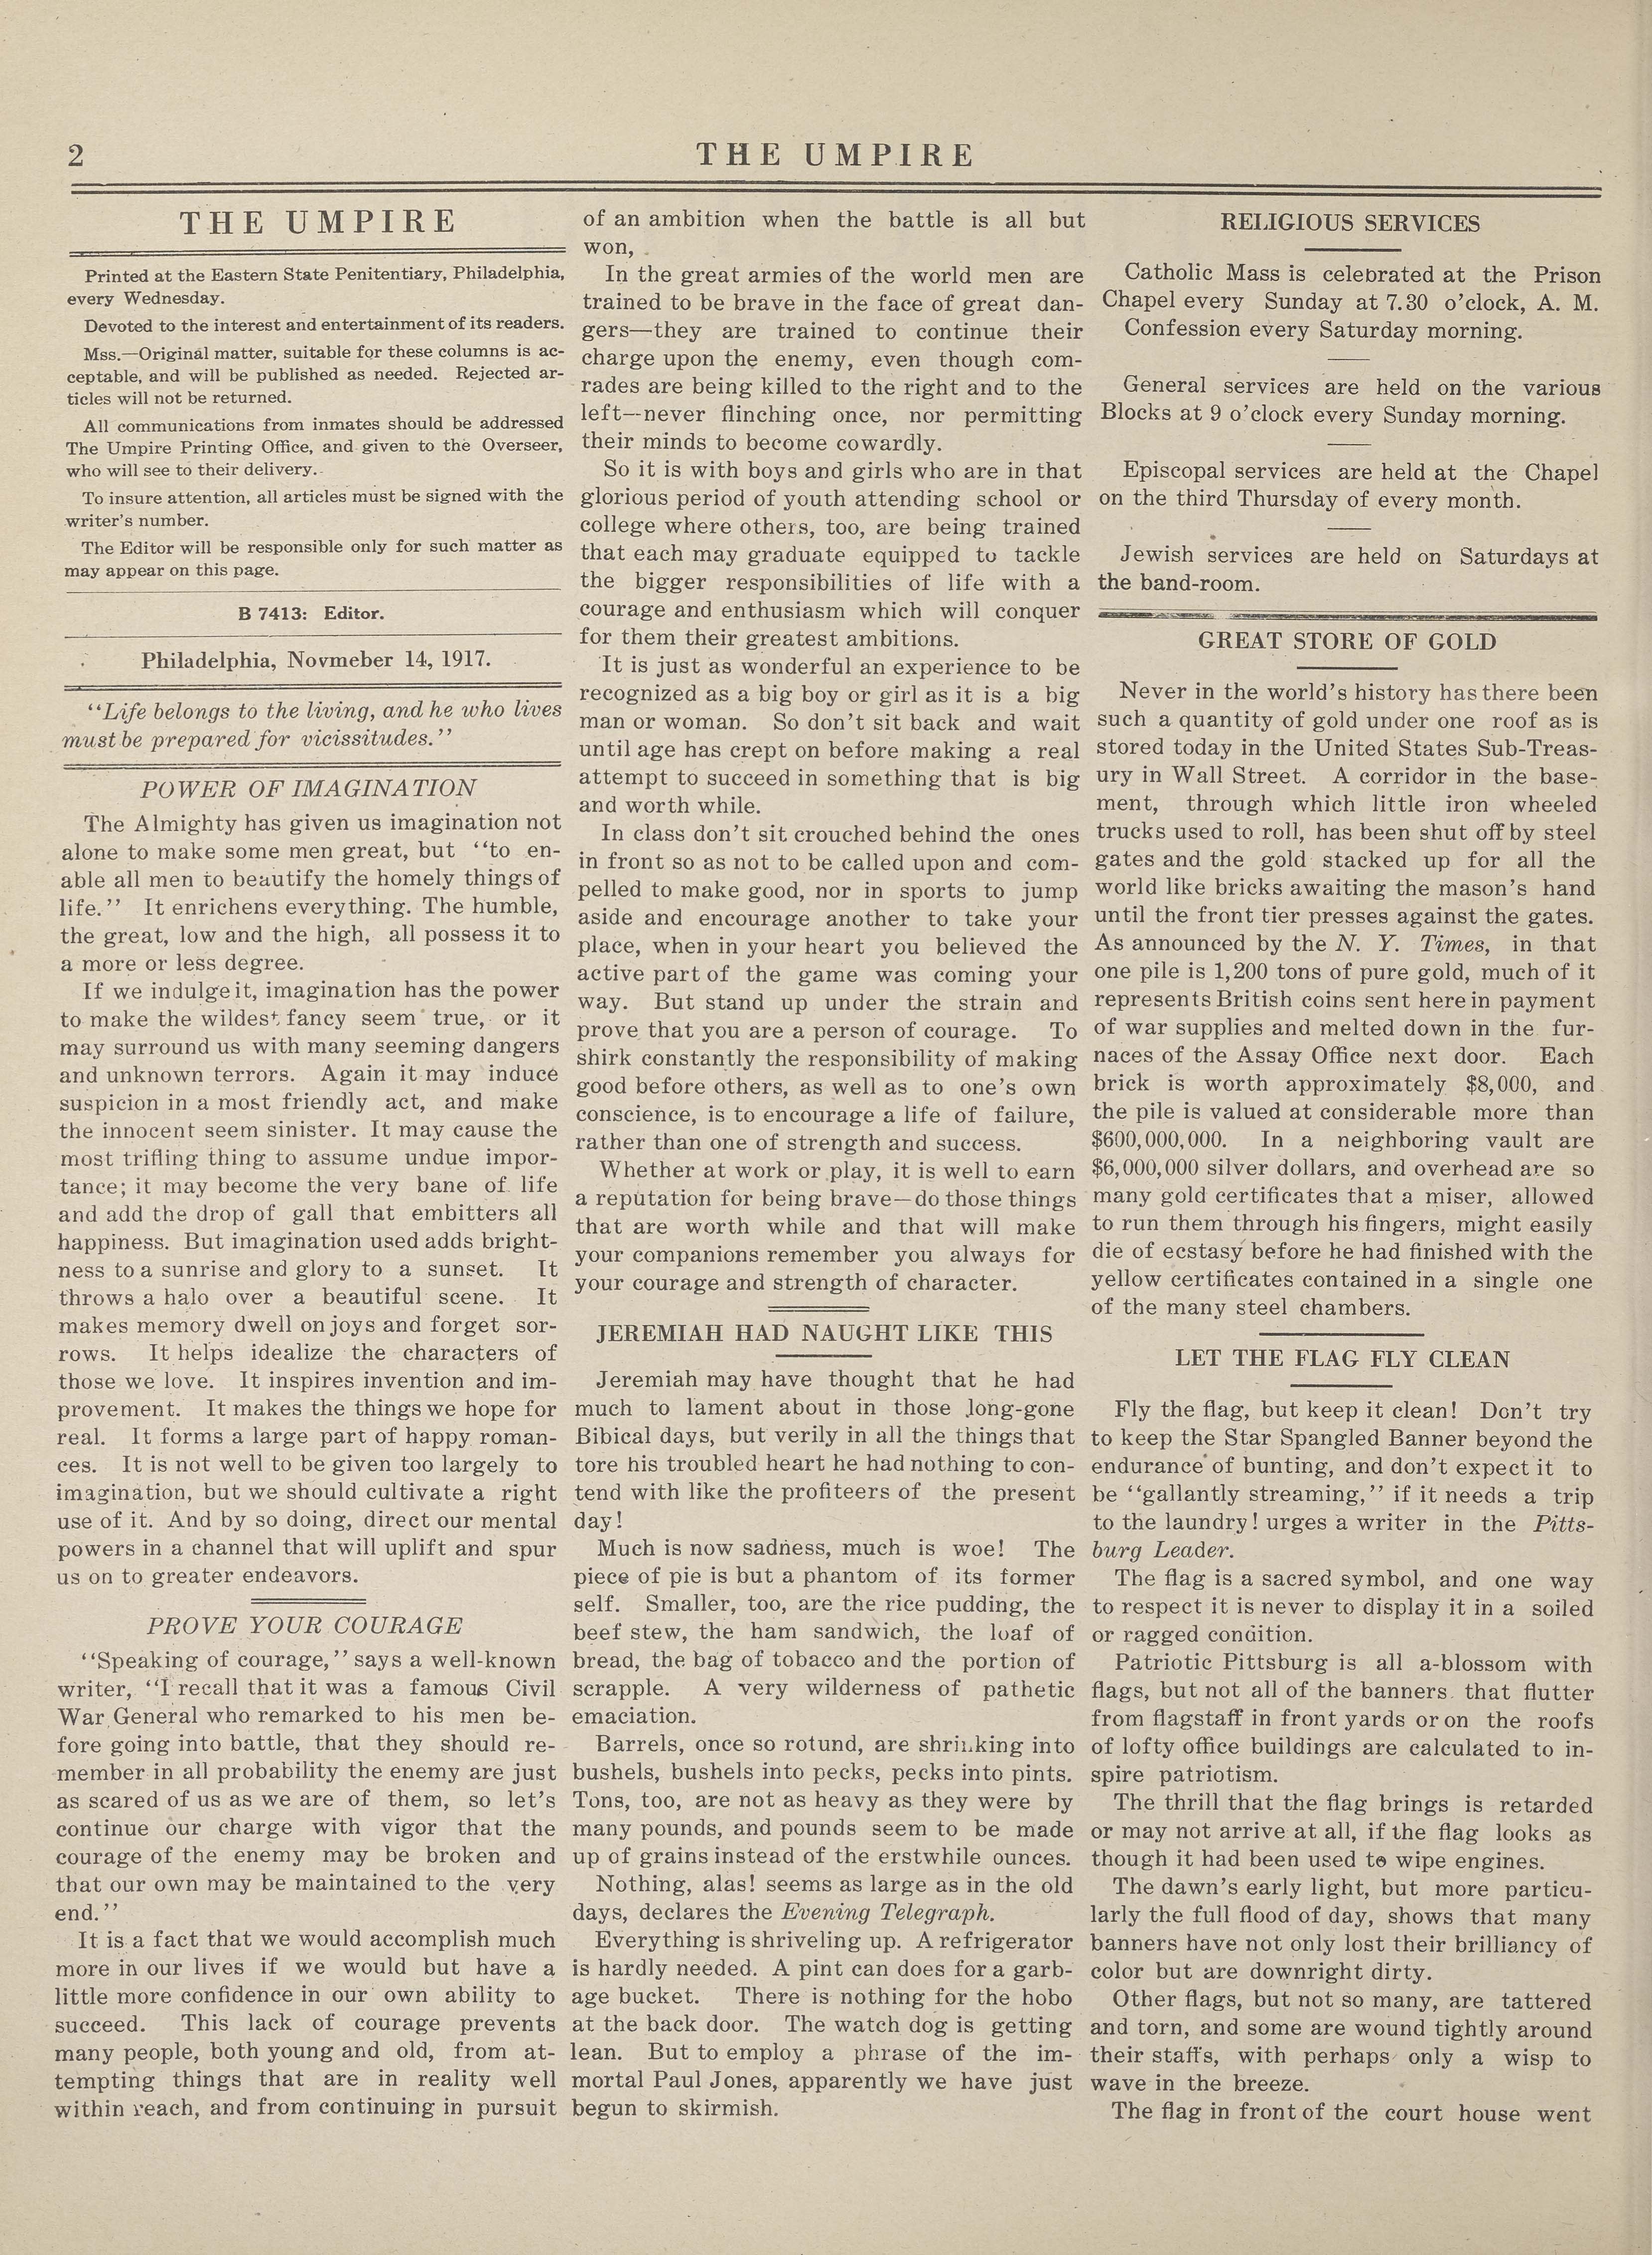 2
THE UMPIRE
THE UMPIRE
Printed at the Eastern State Penitentiary, Philadelphia,
every Wednesday.
Devoted to the interest and entertainment of its readers.
Mss.—Original matter, suitable for these columns is ac-
ceptable, and will be published as needed. Rejected ar-
ticles will not be returned.
All communications from inmates should be addressed
The Umpire Printing Office, and given to the Overseer,
who will see to their delivery.
To insure attention, all articles must be signed with the
writer's number.
The Editor will be responsible only for such matter as
may appear on this page.
B 7413: Editor.
Philadelphia, Novmeber 14, 1917.
"Life belongs to the living, and he who lives
must be prepared for vicissitudes."
POWER OF IMAGINATION
The Almighty has given us imagination not
alone to make some men great, but "to en-
able all men to beautify the homely things of
life." It enrichens everything. The humble,
the great, low and the high, all possess it to
a more or less degree.
If we indulge it, imagination has the power
to make the wildest fancy seem true, or it
may surround us with many seeming dangers
and unknown terrors. Again it may induce
suspicion in a most friendly act, and make
the innocent seem sinister. It may cause the
most trifling thing to assume undue impor-
tance; it may become the very bane of life
and add the drop of gall that embitters all
happiness. But imagination used adds bright-
ness to a sunrise and glory to a sunset. It
throws a halo over a beautiful scene. It
makes memory dwell on joys and forget sor-
rows. It helps idealize the characters of
those we love. It inspires invention and im-
provement. It makes the things we hope for
real. It forms a large part of happy roman-
ces. It is not well to be given too largely to
imagination, but we should cultivate a right
use of it. And by so doing, direct our mental
powers in a channel that will uplift and spur
us on to greater endeavors.
PROVE YOUR COURAGE
"Speaking of courage," says a well-known
writer, "I recall that it was a famous Civil
War General who remarked to his men be-
fore going into battle, that they should re-
member in all probability the enemy are just
as scared of us as we are of them, so let's
continue our charge with vigor that the
courage of the enemy may be broken and
that our own may be maintained to the very
end."
It is a fact that we would accomplish much
more in our lives if we would but have a
little more confidence in our own ability to
succeed. This lack of courage prevents
many people, both young and old, from at-
tempting things that are in reality well
within reach, and from continuing in pursuit
of an ambition when the battle is all but
won,
In the great armies of the world men are
trained to be brave in the face of great dan-
gers—they are trained to continue their
charge upon the enemy, even though com-
rades are being killed to the right and to the
left—never flinching once, nor permitting
their minds to become cowardly.
So it is with boys and girls who are in that
glorious period of youth attending school or
college where others, too, are being trained
that each may graduate equipped to tackle
the bigger responsibilities of life with a
courage and enthusiasm which will conquer
for them their greatest ambitions.
It is just as wonderful an experience to be
recognized as a big boy or girl as it is a big
man or woman. So don't sit back and wait
until age has crept on before making a real
attempt to succeed in something that is big
and worth while.
In class don't sit crouched behind the ones
in front so as not to be called upon and com-
pelled to make good, nor in sports to jump
aside and encourage another to take your
place, when in your heart you believed the
active part of the game was coming your
way. But stand up under the strain and
prove that you are a person of courage. To
shirk constantly the responsibility of making
good before others, as well as to one's own
conscience, is to encourage a life of failure,
rather than one of strength and success.
Whether at work or play, it is well to earn
a reputation for being brave—do those things
that are worth while and that will make
your companions remember you always for
your courage and strength of character.
JEREMIAH HAD NAUGHT LIKE THIS
Jeremiah may have thought that he had
much to lament about in those long-gone
Bibical days, but verily in all the things that
tore his troubled heart he had nothing to con-
tend with like the profiteers of the present
day!
Much is now sadness, much is woe! The
piece of pie is but a phantom of its former
self. Smaller, too, are the rice pudding, the
beef stew, the ham sandwich, the loaf of
bread, the bag of tobacco and the portion of
scrapple. A very wilderness of pathetic
emaciation.
Barrels, once so rotund, are shrinking into
bushels, bushels into pecks, pecks into pints.
Tons, too, are not as heavy as they were by
many pounds, and pounds seem to be made
up of grains instead of the erstwhile ounces.
Nothing, alas! seems as large as in the old
days, declares the Evening Telegraph.
Everything is shriveling up. A refrigerator
is hardly needed. A pint can does for a garb-
age bucket. There is nothing for the hobo
at the back door. The watch dog is getting
lean. But to employ a phrase of the im-
mortal Paul Jones, apparently we have just
begun to skirmish.
RELIGIOUS SERVICES
Catholic Mass is celebrated at the Prison
Chapel every Sunday at 7.30 o'clock, A. M.
Confession every Saturday morning.
General services are held on the various
Blocks at 9 o'clock every Sunday morning.
Episcopal services are held at the Chapel
on the third Thursday of every month.
Jewish services are held on Saturdays at
the band-room.
GREAT STORE OF GOLD
Never in the world's history has there been
such a quantity of gold under one roof as is
stored today in the United States Sub-Treas-
ury in Wall Street. A corridor in the base-
ment, through which little iron wheeled
trucks used to roll, has been shut off by steel
gates and the gold stacked up for all the
world like bricks awaiting the mason's hand
until the front tier presses against the gates.
As announced by the N. Y. Times, in that
one pile is 1,200 tons of pure gold, much of it
represents British coins sent here in payment
of war supplies and melted down in the fur-
naces of the Assay Office next door. Each
brick is worth approximately $8,000, and
the pile is valued at considerable more than
$600,000,000. In a neighboring vault are
$6,000,000 silver dollars, and overhead are so
many gold certificates that a miser, allowed
to run them through his fingers, might easily
die of ecstasy before he had finished with the
yellow certificates contained in a single one
of the many steel chambers.
LET THE FLAG FLY CLEAN
Fly the flag, but keep it clean! Don't try
to keep the Star Spangled Banner beyond the
endurance of bunting, and don't expect it to
be "gallantly streaming," if it needs a trip
to the laundry! urges a writer in the Pitts-
burg Leader.
The flag is a sacred symbol, and one way
to respect it is never to display it in a soiled
or ragged condition.
Patriotic Pittsburg is all a-blossom with
flags, but not all of the banners that flutter
from flagstaff in front yards or on the roofs
of lofty office buildings are calculated to in-
spire patriotism.
The thrill that the flag brings is retarded
or may not arrive at all, if the flag looks as
though it had been used to wipe engines.
The dawn's early light, but more particu-
larly the full flood of day, shows that many
banners have not only lost their brilliancy of
color but are downright dirty.
Other flags, but not so many, are tattered
and torn, and some are wound tightly around
their staffs, with perhaps only a wisp to
wave in the breeze.
The flag in front of the court house went